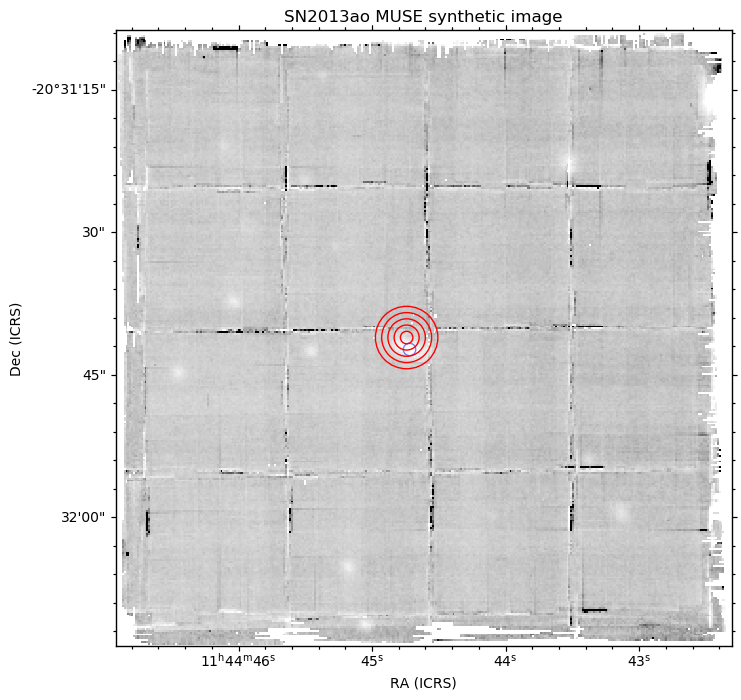 SN2013ao MUSE synthetic image
-20°31'15"
30"
45"
32'00"
Dec (ICRS)
11ʰ44ᵐ46ˢ
45ˢ
44ˢ
43ˢ
RA (ICRS)